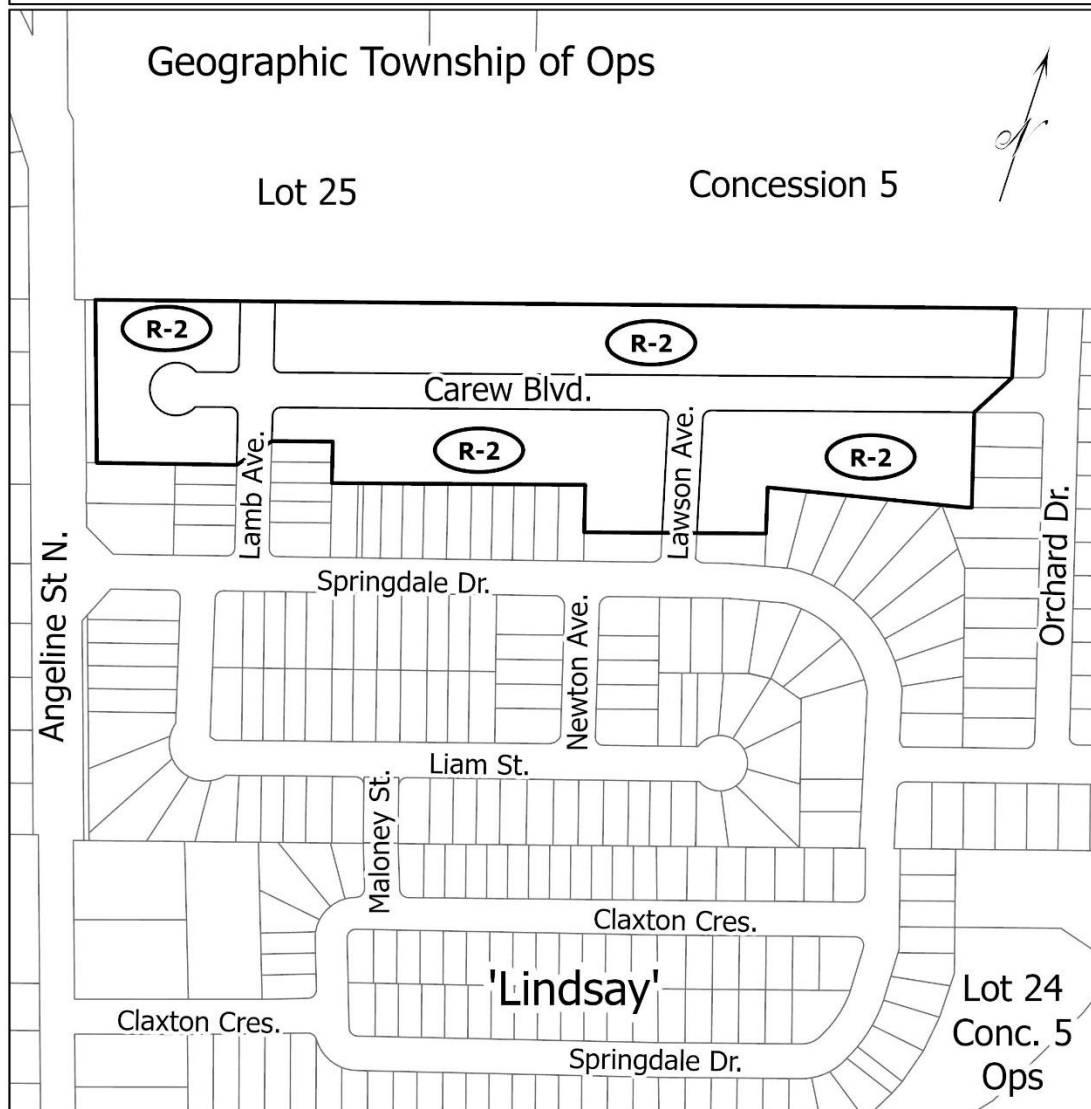 Geographic Township of Ops
N
Lot 25
Concession 5
R-2
R-2
Carew Blvd.
R-2
R-2
Lamb Ave.
Lawson Ave.
Angeline St N.
Orchard Dr.
Springdale Dr.
Newton Ave.
Liam St.
Maloney St.
Claxton Cres.
'Lindsay'
Lot 24
Conc. 5
Ops
Claxton Cres.
Springdale Dr.